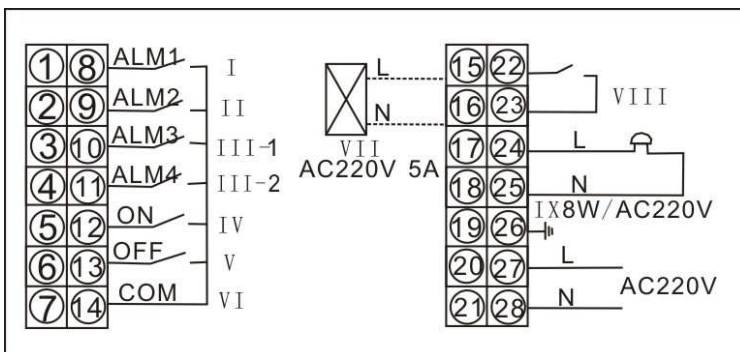 ① ⑧ ALM1 I
② ⑨ ALM2 II
③ ⑩ ALM3 III-1
④ ⑪ ALM4 III-2
⑤ ⑫ ON IV
⑥ ⑬ OFF V
⑦ ⑭ COM VI
L
N
VII
AC220V 5A
⑮ ㉒
⑯ ㉓ VIII
⑰ ㉔ L
⑱ ㉕ N
IX8W/AC220V
⑲ ㉖
⑳ ㉗ L
AC220V
㉑ ㉘ N